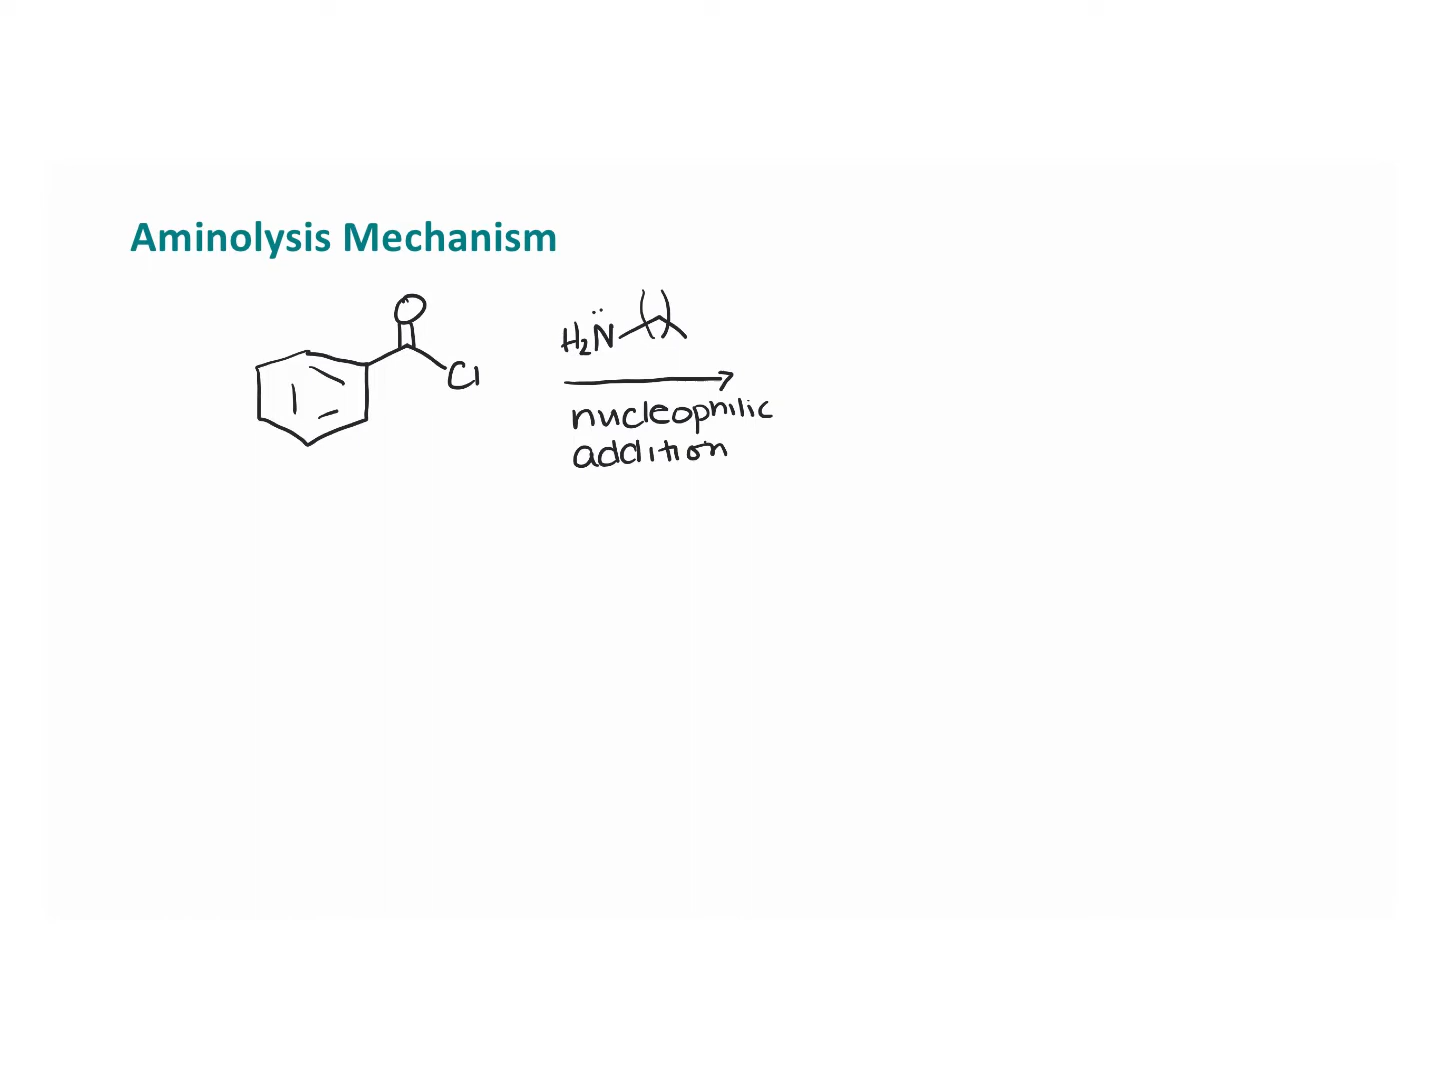 Aminolysis Mechanism
O
H₂N̈
Cl
nucleophilic
addition